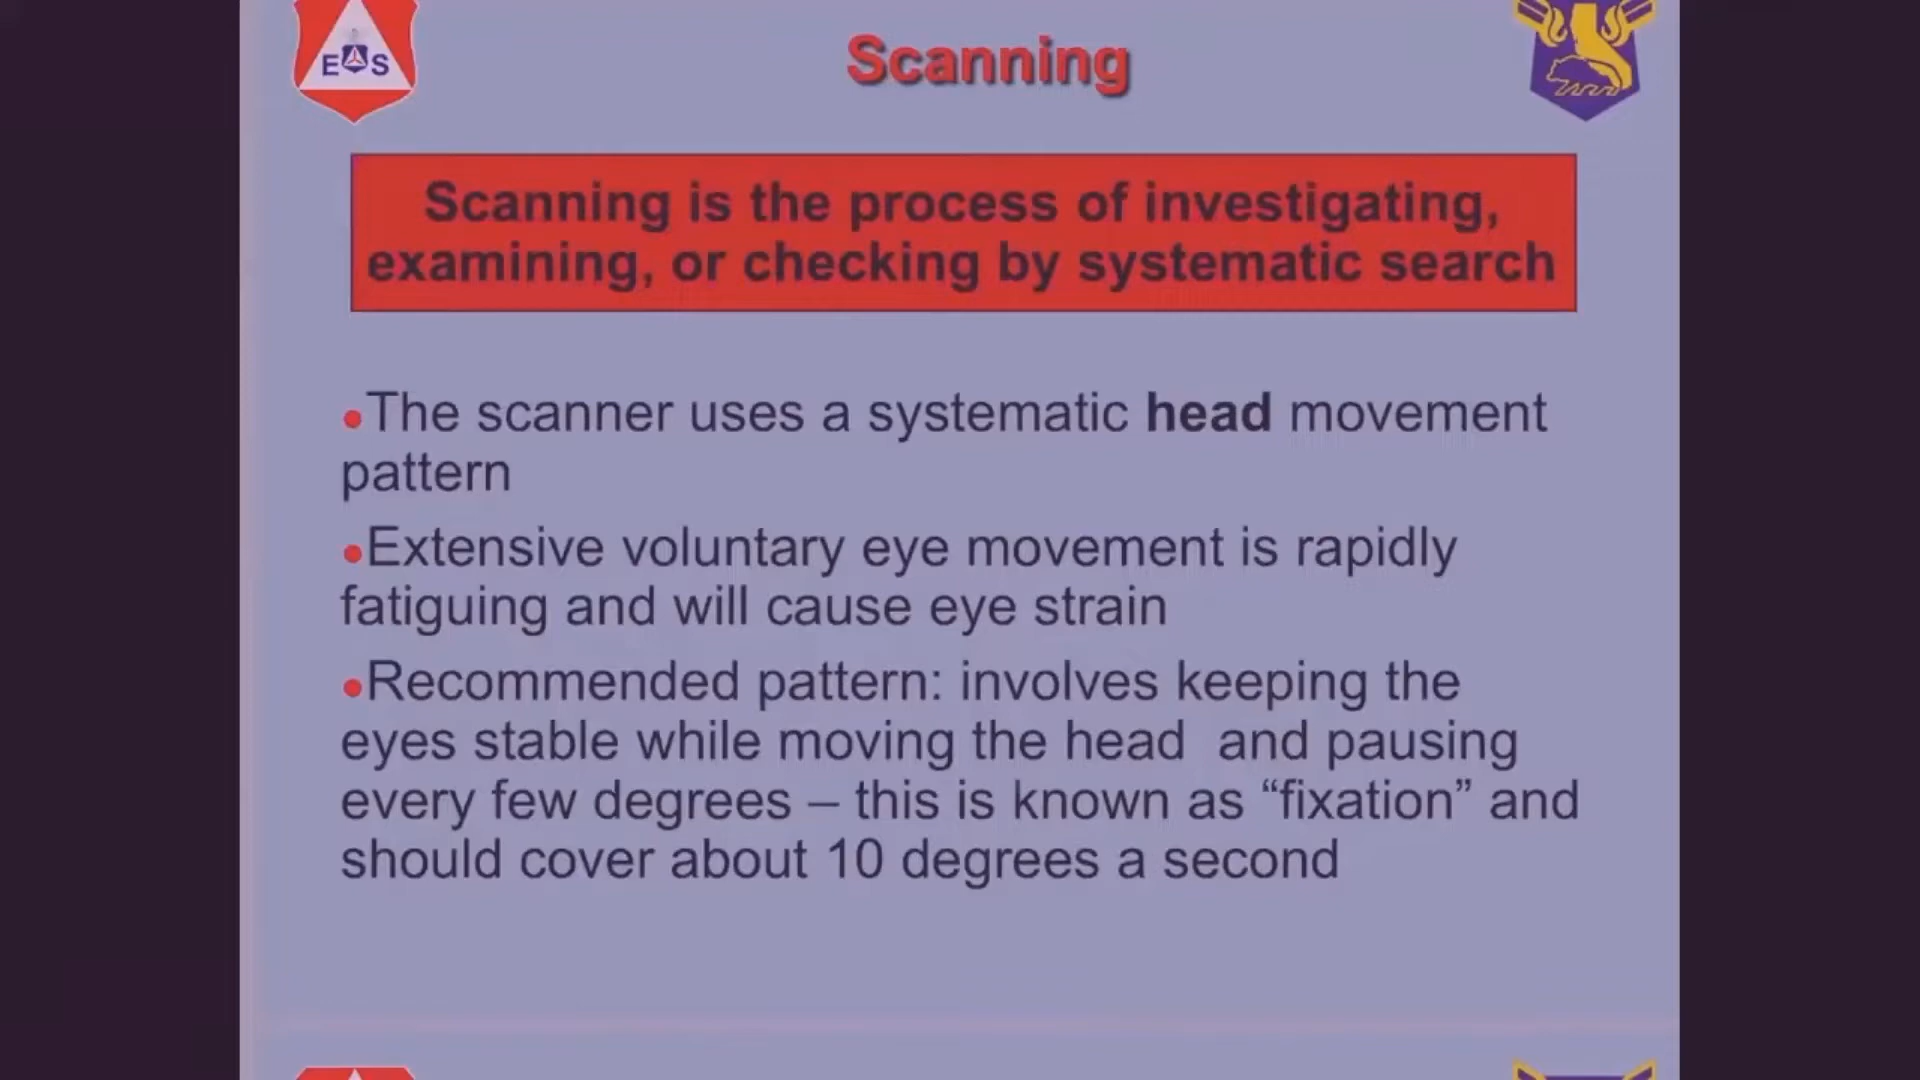 E S
Scanning
Scanning is the process of investigating,
examining, or checking by systematic search
•The scanner uses a systematic head movement
pattern
•Extensive voluntary eye movement is rapidly
fatiguing and will cause eye strain
•Recommended pattern: involves keeping the
eyes stable while moving the head  and pausing
every few degrees – this is known as “fixation” and
should cover about 10 degrees a second